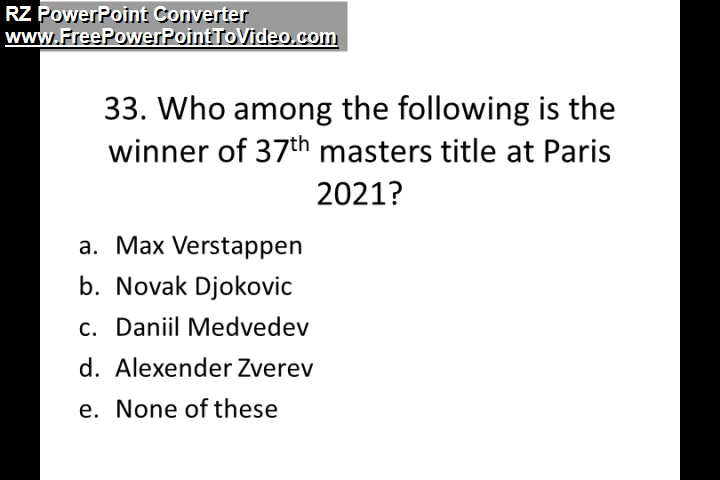 RZ PowerPoint Converter
www.FreePowerPointToVideo.com
33. Who among the following is the
winner of 37th masters title at Paris
2021?
a. Max Verstappen
b. Novak Djokovic
c. Daniil Medvedev
d. Alexender Zverev
e. None of these